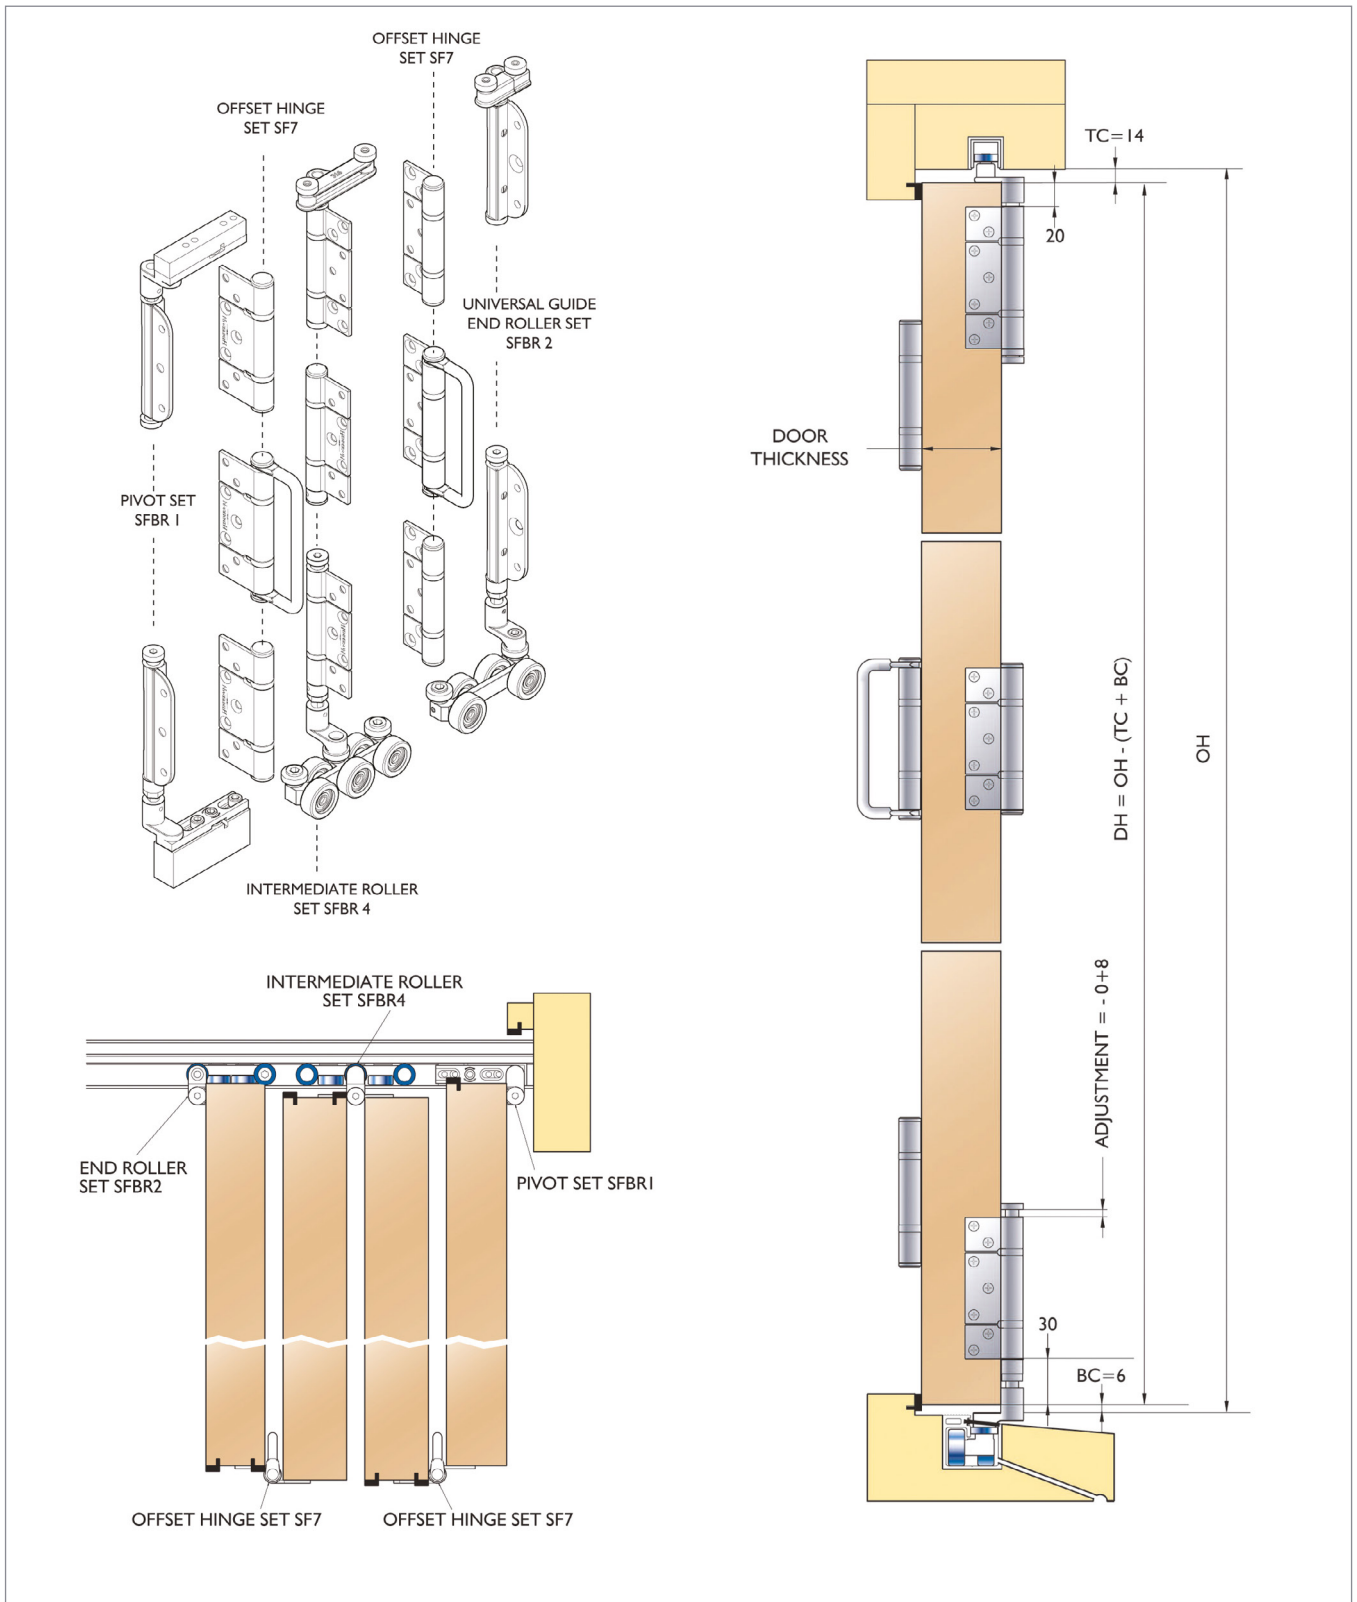 OFFSET HINGE
SET SF7
OFFSET HINGE
SET SF7
316
UNIVERSAL GUIDE
END ROLLER SET
SFBR 2
PIVOT SET
SFBR 1
INTERMEDIATE ROLLER
SET SFBR 4
INTERMEDIATE ROLLER
SET SFBR4
END ROLLER
SET SFBR2
PIVOT SET SFBR1
OFFSET HINGE SET SF7
OFFSET HINGE SET SF7
TC=14
20
DOOR
THICKNESS
DH = OH - (TC + BC)
OH
ADJUSTMENT = - 0+8
30
BC=6